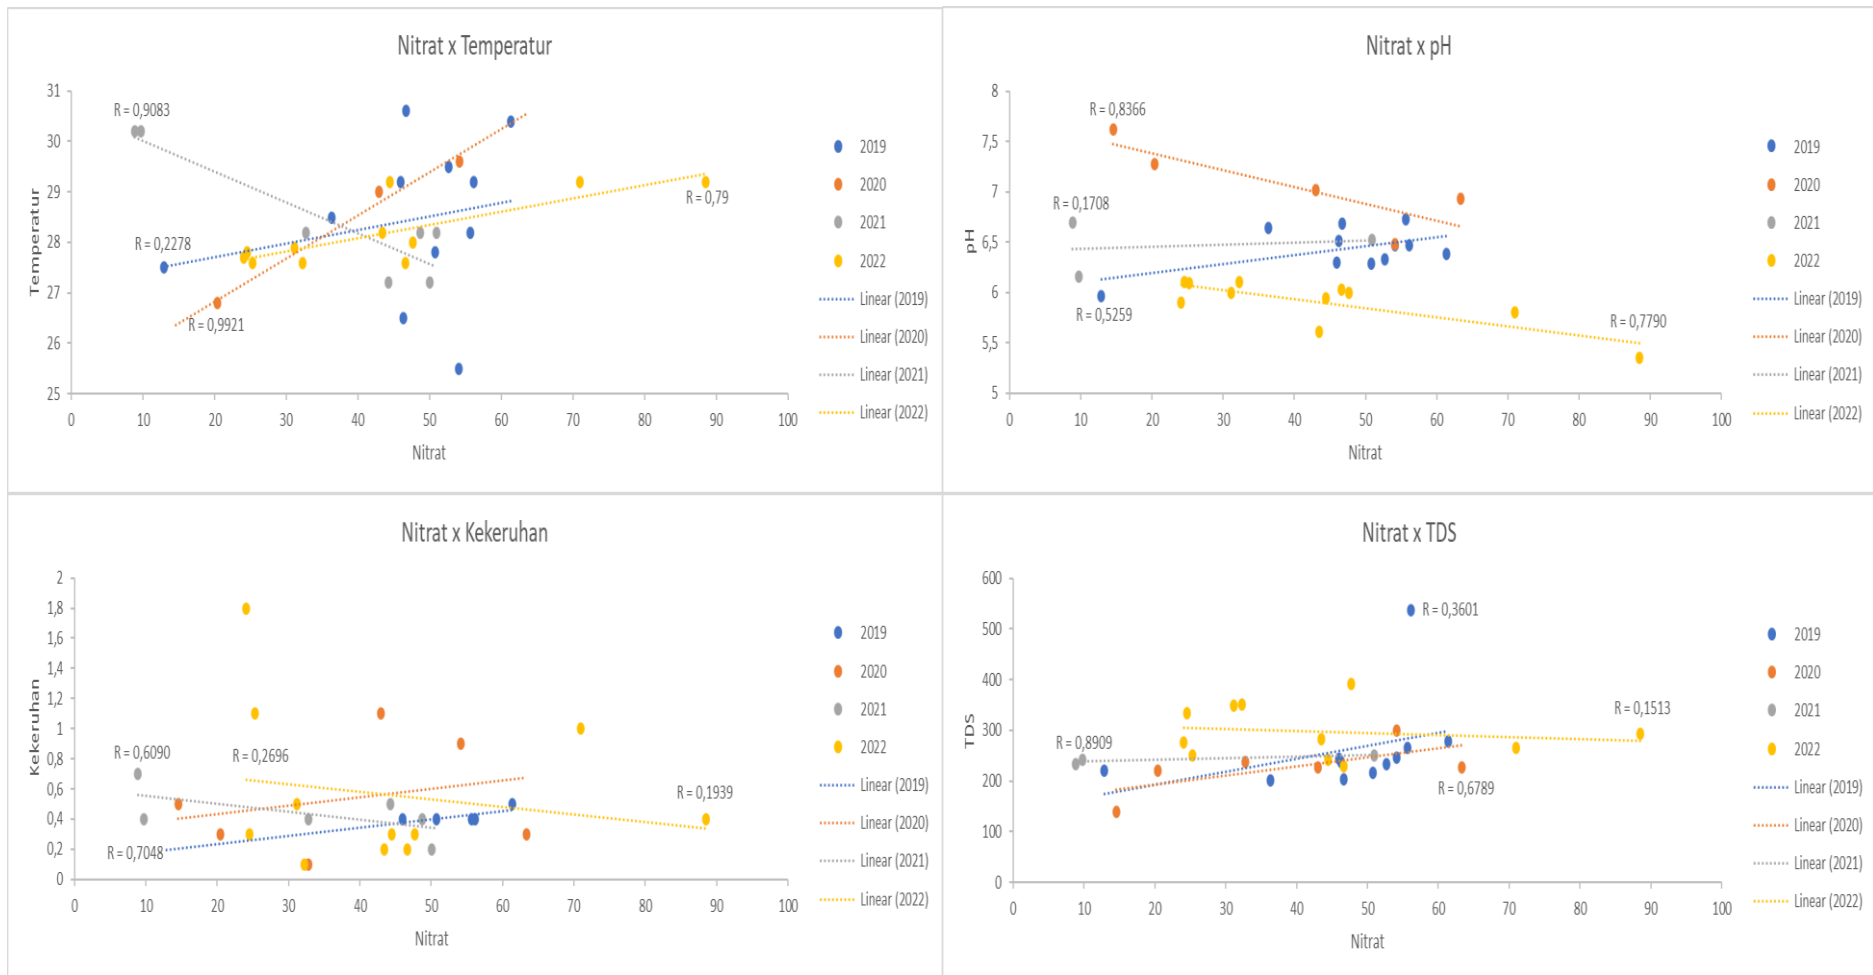 Nitrat x Temperatur
31
30
29
28
27
26
25
Temperatur
R = 0,9083
R = 0,2278
R = 0,9921
R = 0,79
0 10 20 30 40 50 60 70 80 90 100
Nitrat
2019
2020
2021
2022
Linear (2019)
Linear (2020)
Linear (2021)
Linear (2022)
Nitrat x pH
8
7,5
7
6,5
6
5,5
5
pH
R = 0,8366
R = 0,1708
R = 0,5259
R = 0,7790
0 10 20 30 40 50 60 70 80 90 100
Nitrat
2019
2020
2021
2022
Linear (2019)
Linear (2020)
Linear (2021)
Linear (2022)
Nitrat x Kekeruhan
2
1,8
1,6
1,4
1,2
1
0,8
0,6
0,4
0,2
0
Kekeruhan
R = 0,6090
R = 0,2696
R = 0,1939
R = 0,7048
0 10 20 30 40 50 60 70 80 90 100
Nitrat
2019
2020
2021
2022
Linear (2019)
Linear (2020)
Linear (2021)
Linear (2022)
Nitrat x TDS
600
500
400
300
200
100
0
TDS
R = 0,3601
R = 0,8909
R = 0,1513
R = 0,6789
0 10 20 30 40 50 60 70 80 90 100
Nitrat
2019
2020
2021
2022
Linear (2019)
Linear (2020)
Linear (2021)
Linear (2022)